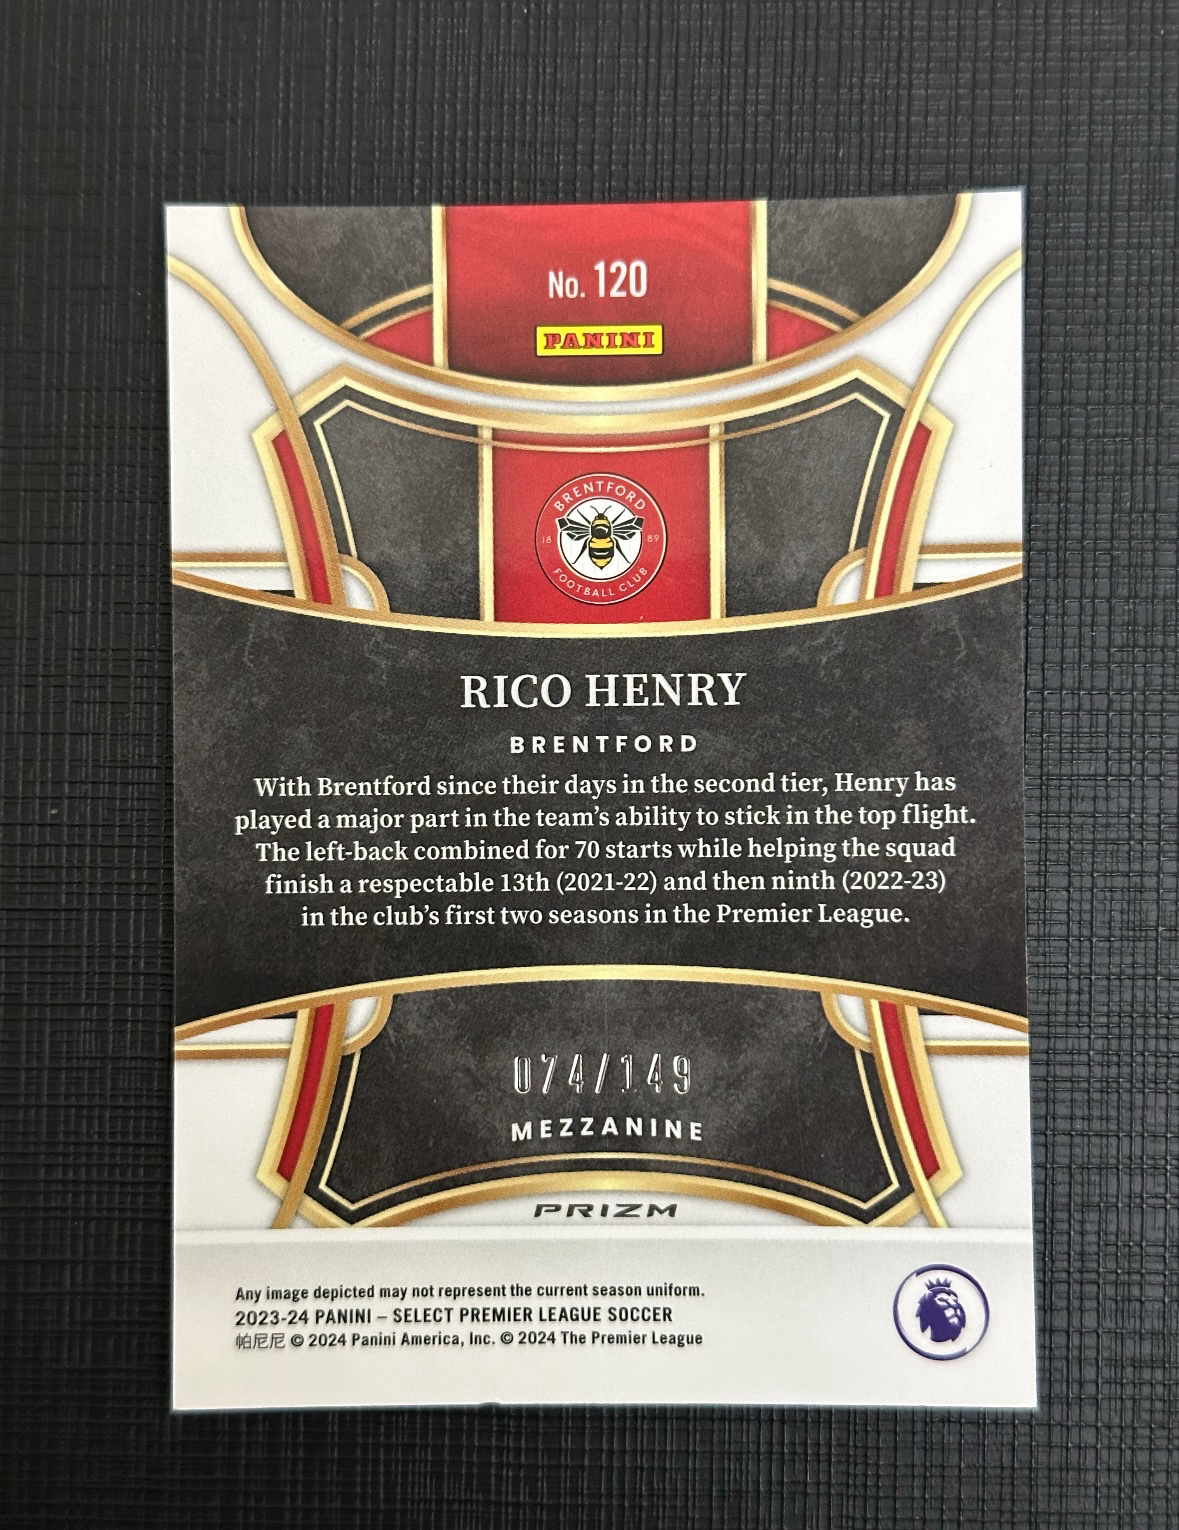 No. 120
PANINI
BRENTFORD
18 89
FOOTBALL CLUB
RICO HENRY
BRENTFORD
With Brentford since their days in the second tier, Henry has
played a major part in the team’s ability to stick in the top flight.
The left-back combined for 70 starts while helping the squad
finish a respectable 13th (2021-22) and then ninth (2022-23)
in the club’s first two seasons in the Premier League.
074/149
MEZZANINE
PRIZM
Any image depicted may not represent the current season uniform.
2023-24 PANINI – SELECT PREMIER LEAGUE SOCCER
帕尼尼 © 2024 Panini America, Inc. © 2024 The Premier League